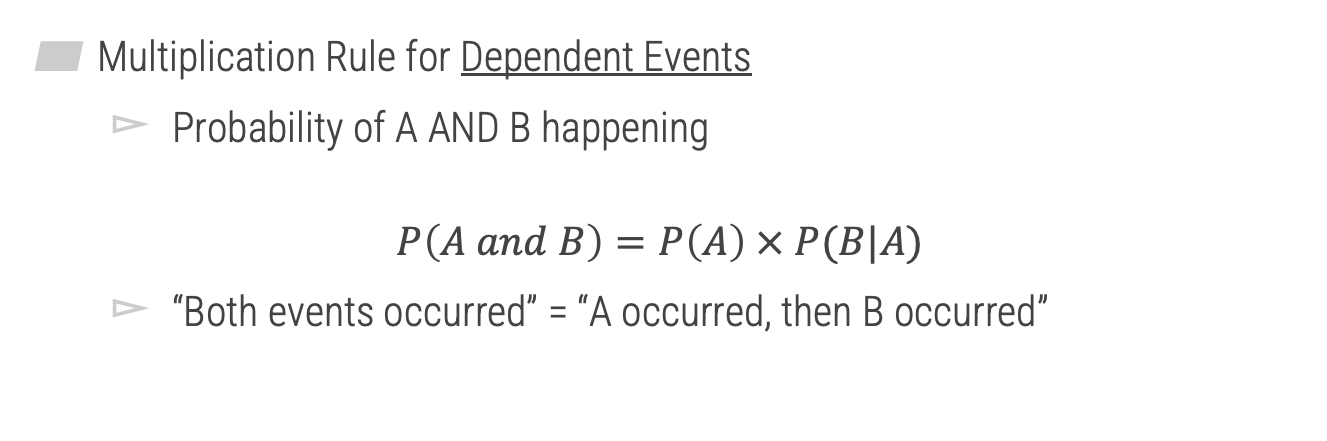 Multiplication Rule for Dependent Events
Probability of A AND B happening
P(A and B) = P(A) × P(B|A)
“Both events occurred” = “A occurred, then B occurred”